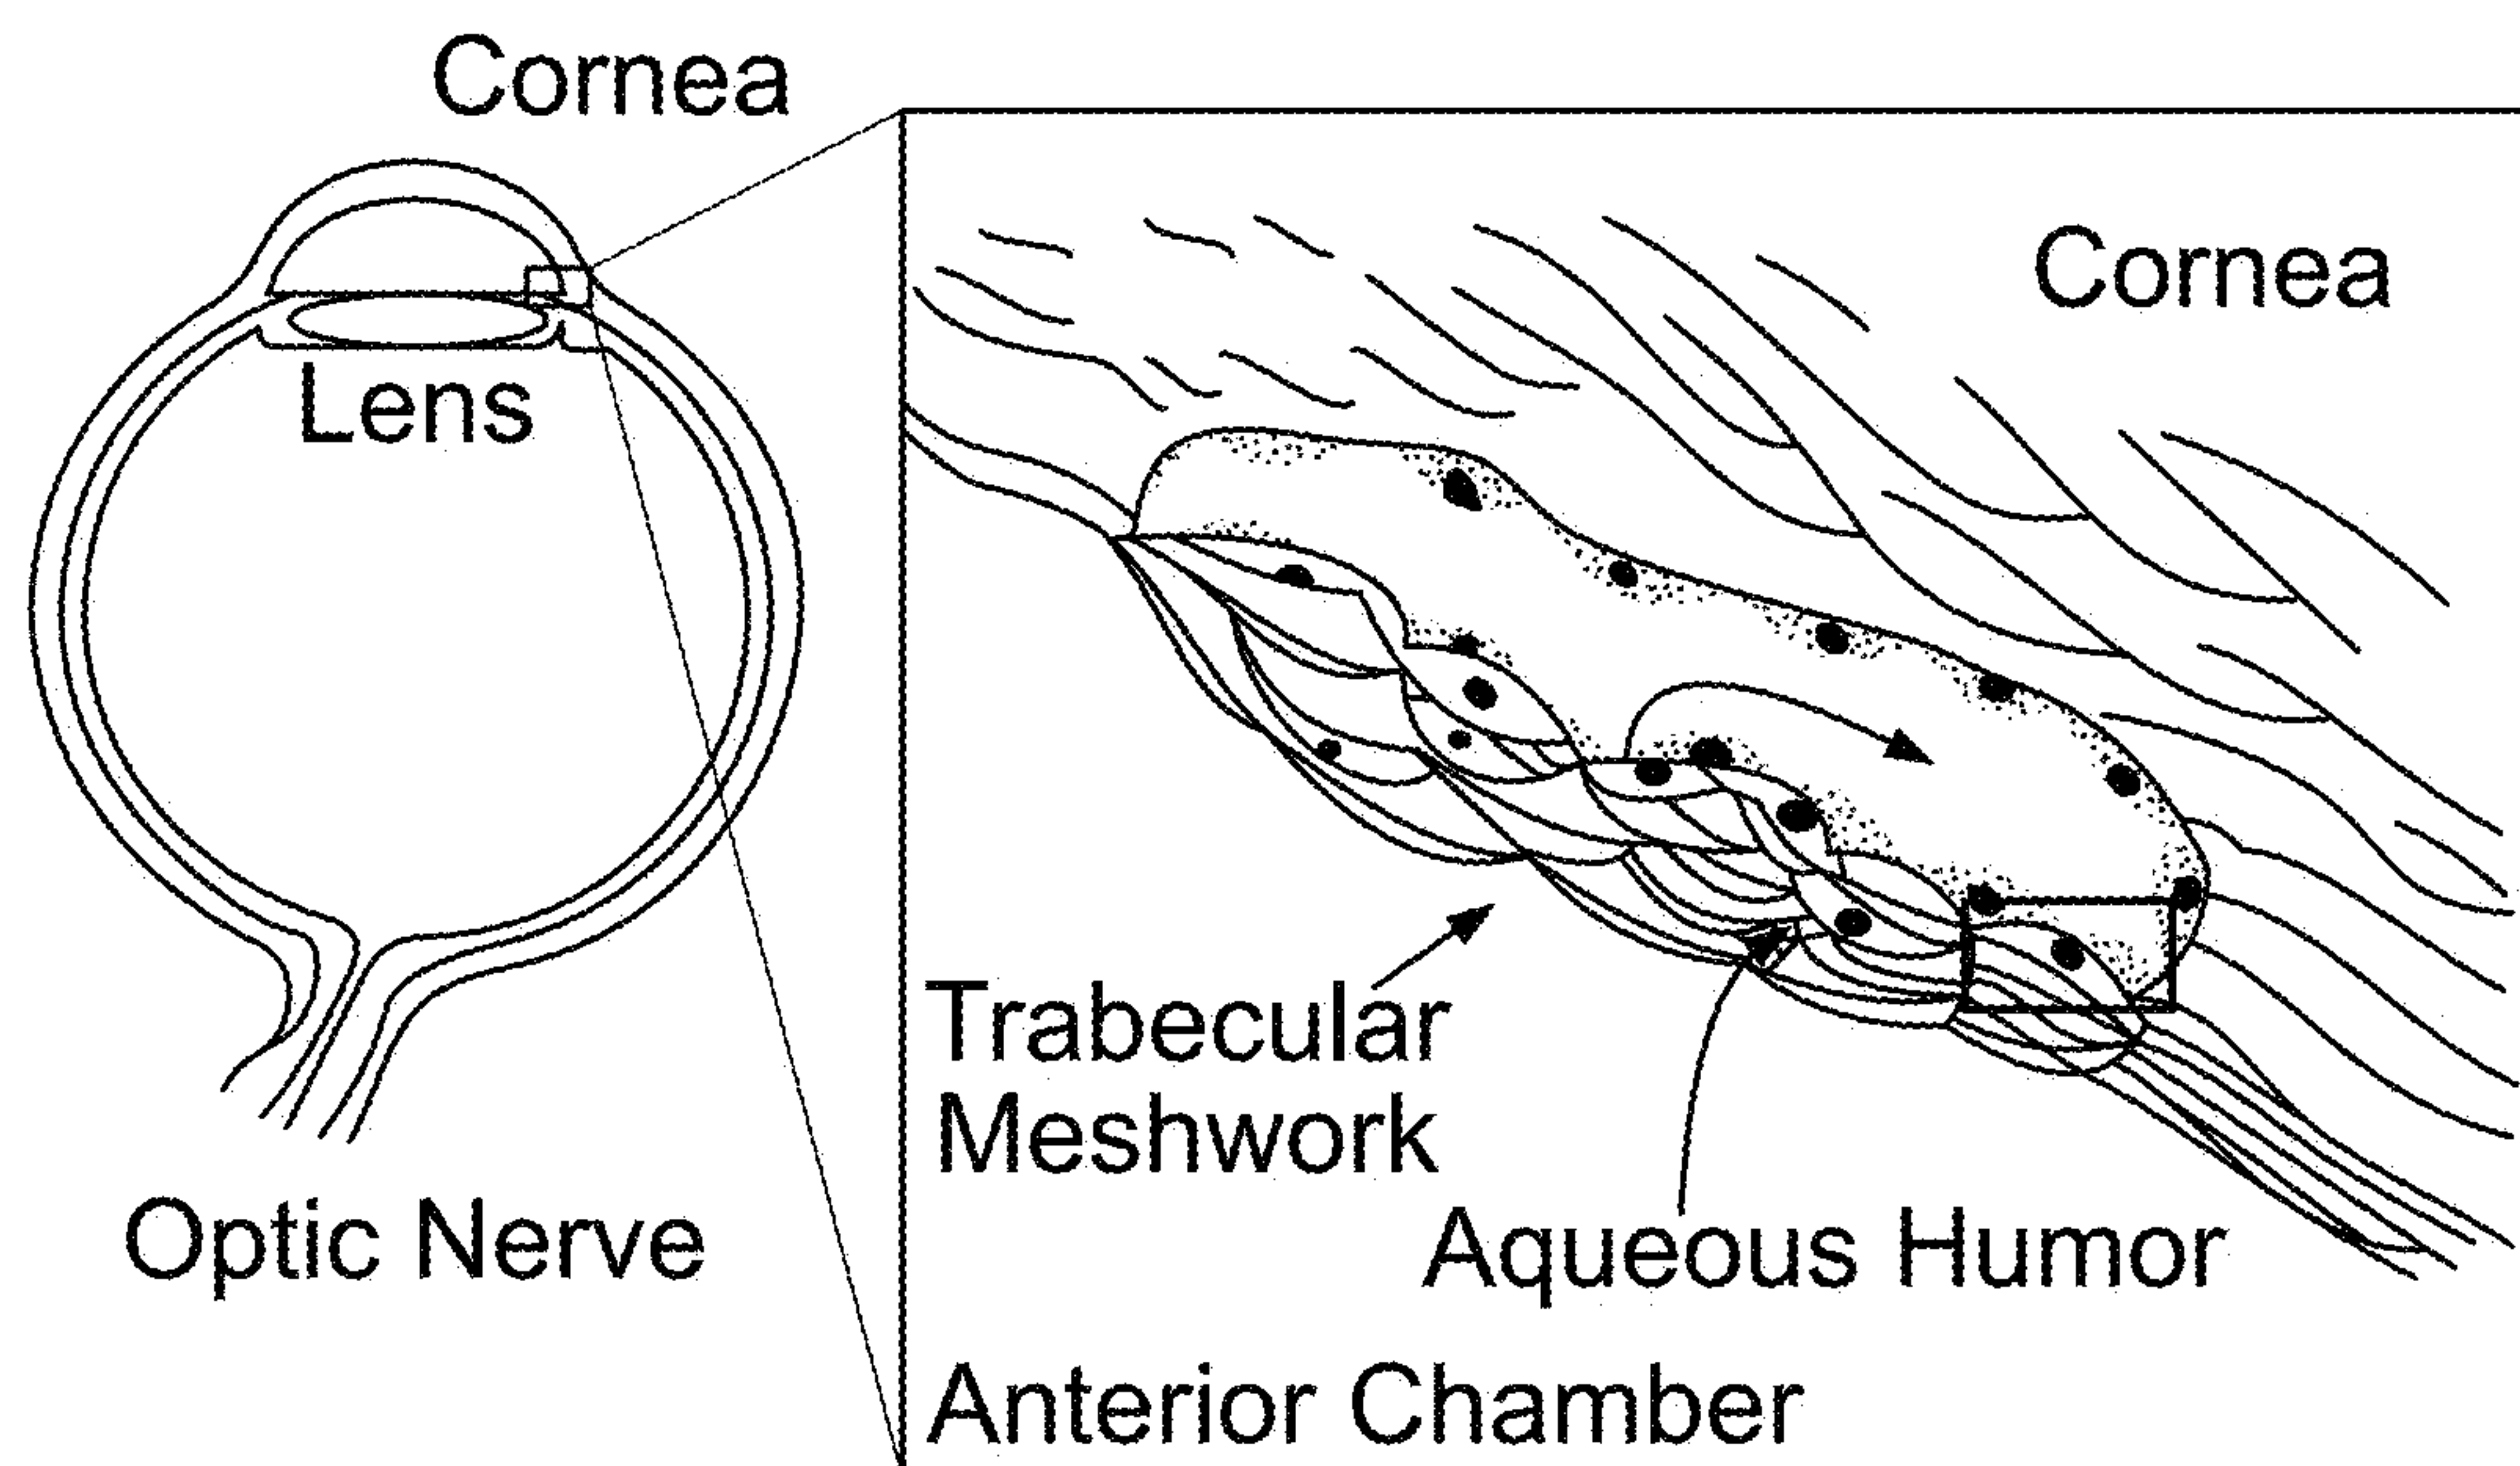 Cornea
Lens
Optic Nerve
Cornea
Trabecular
Meshwork
Aqueous Humor
Anterior Chamber